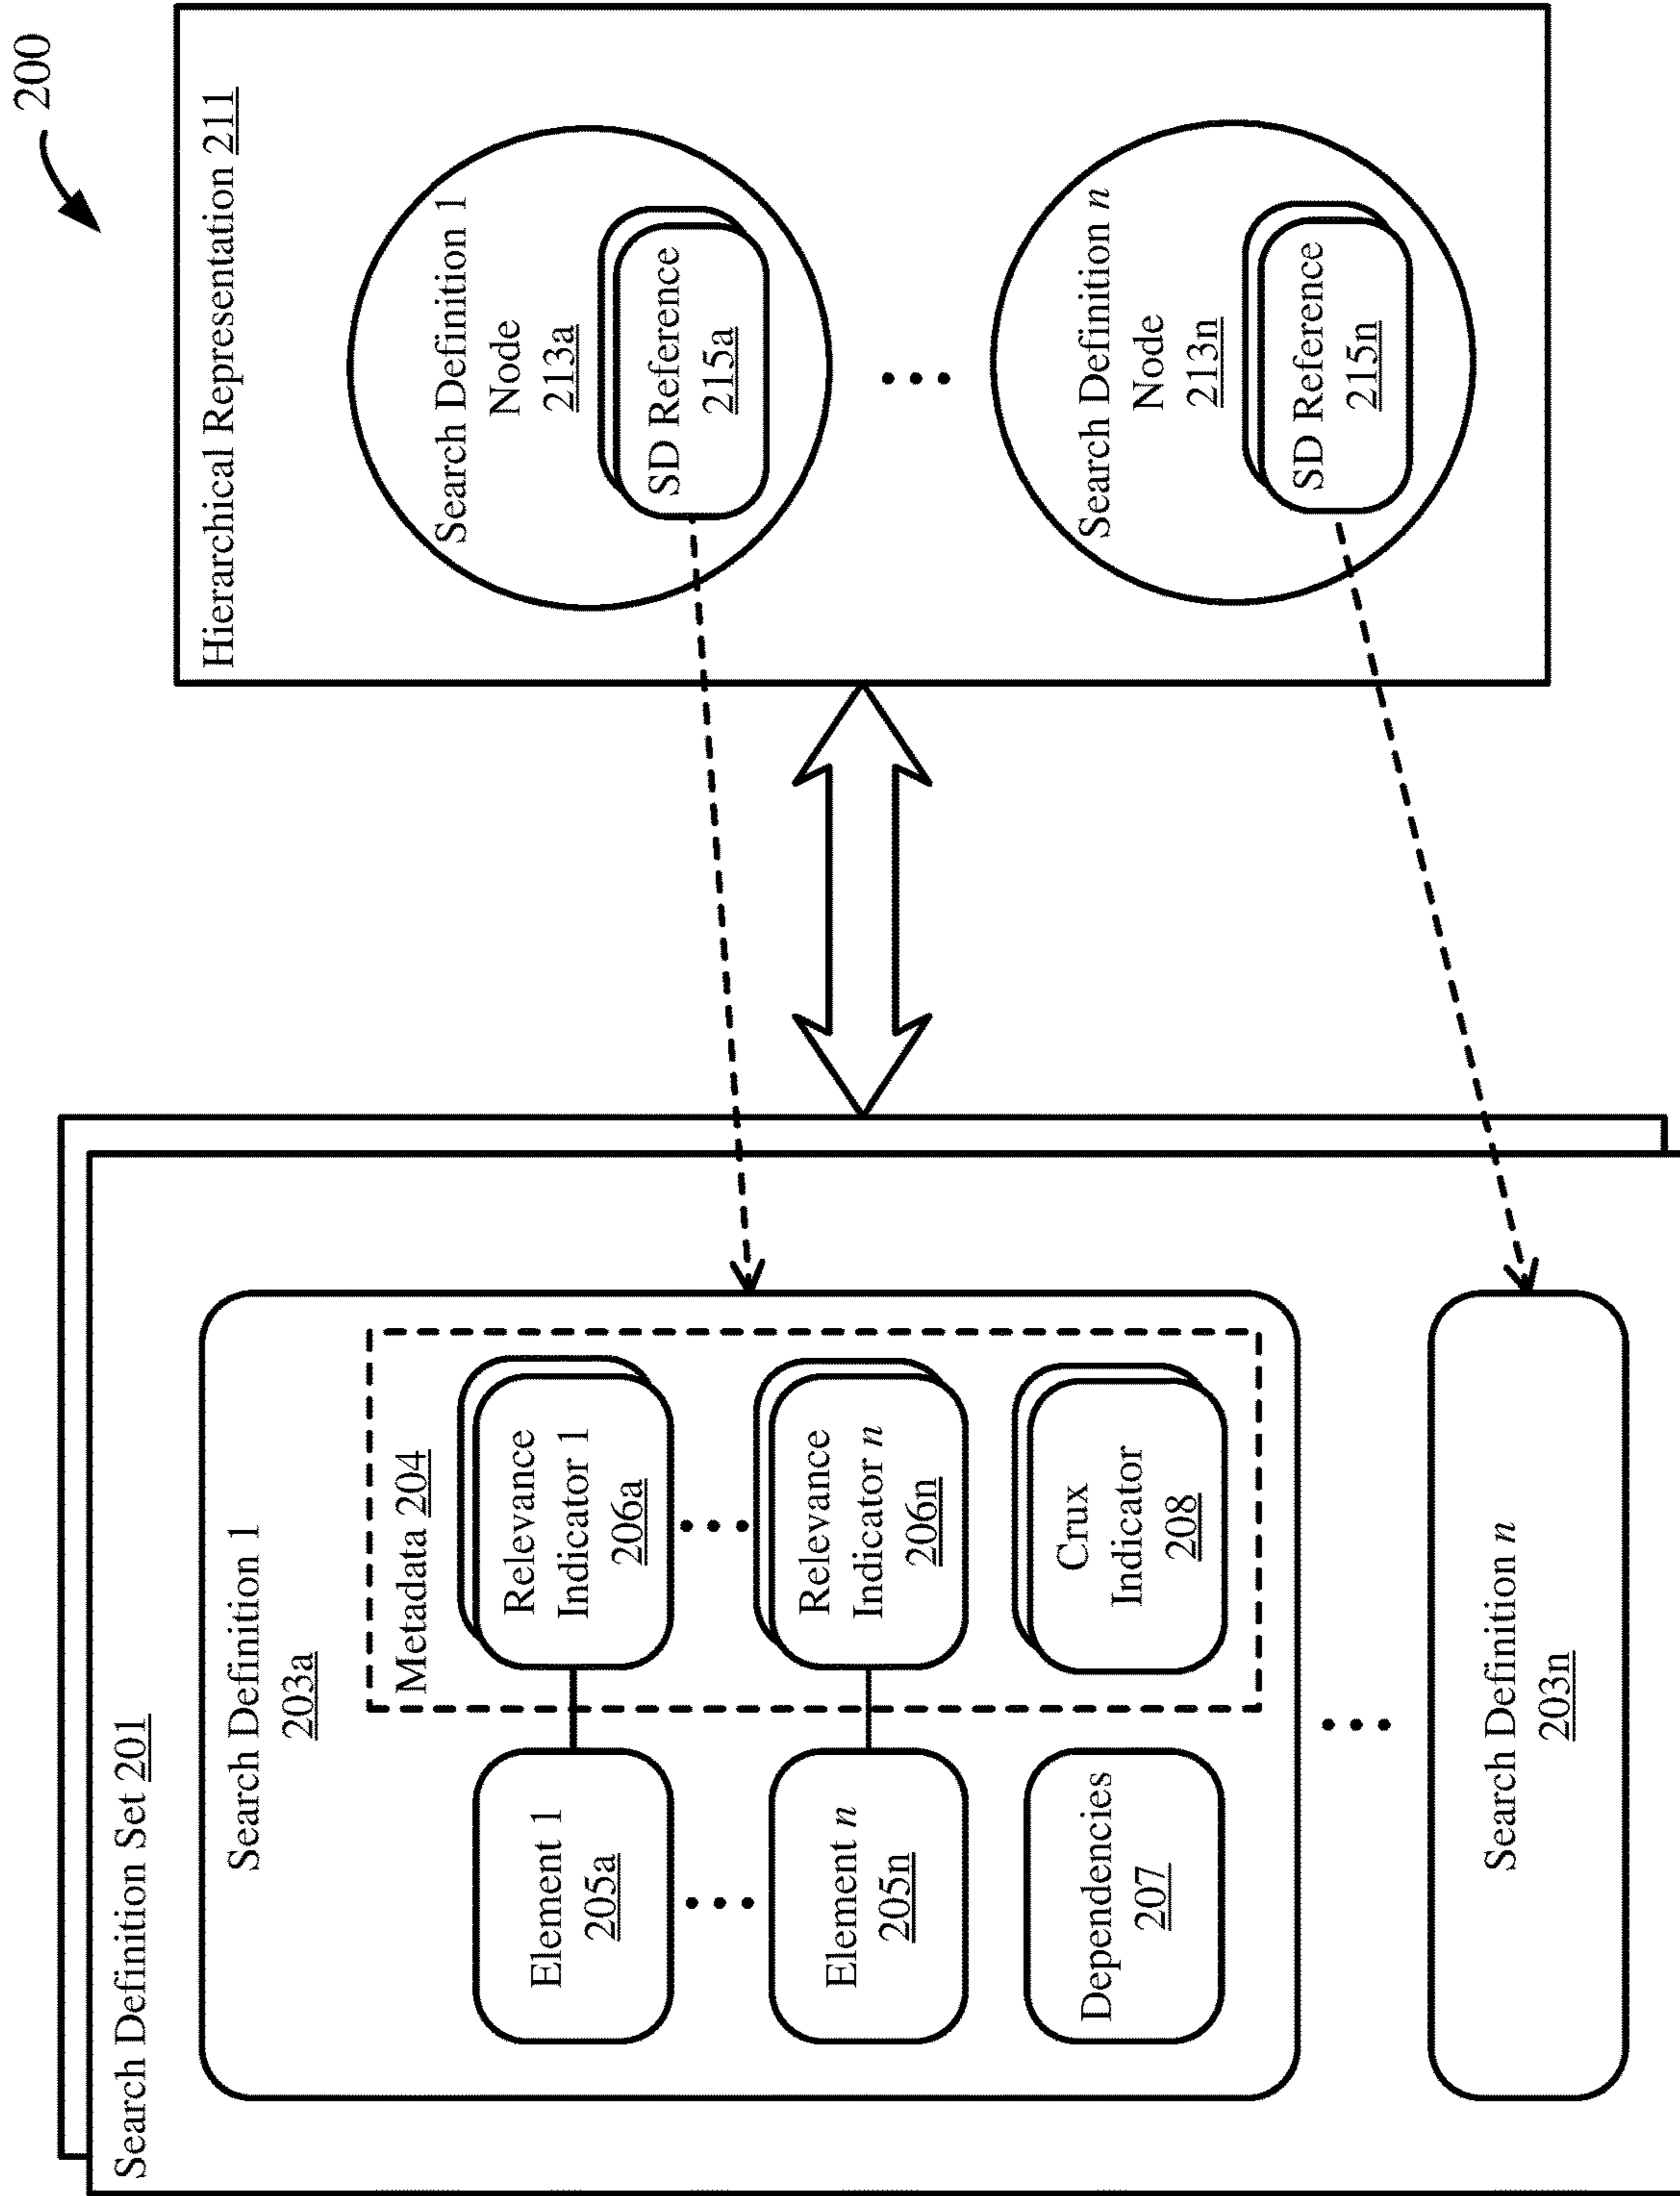 200
Search Definition Set 201
Search Definition 1
203a
Metadata 204
Element 1
205a
Relevance
Indicator 1
206a
Element n
205n
Relevance
Indicator n
206n
Dependencies
207
Crux
Indicator
208
Search Definition n
203n
Hierarchical Representation 211
Search Definition 1
Node
213a
SD Reference
215a
Search Definition n
Node
213n
SD Reference
215n